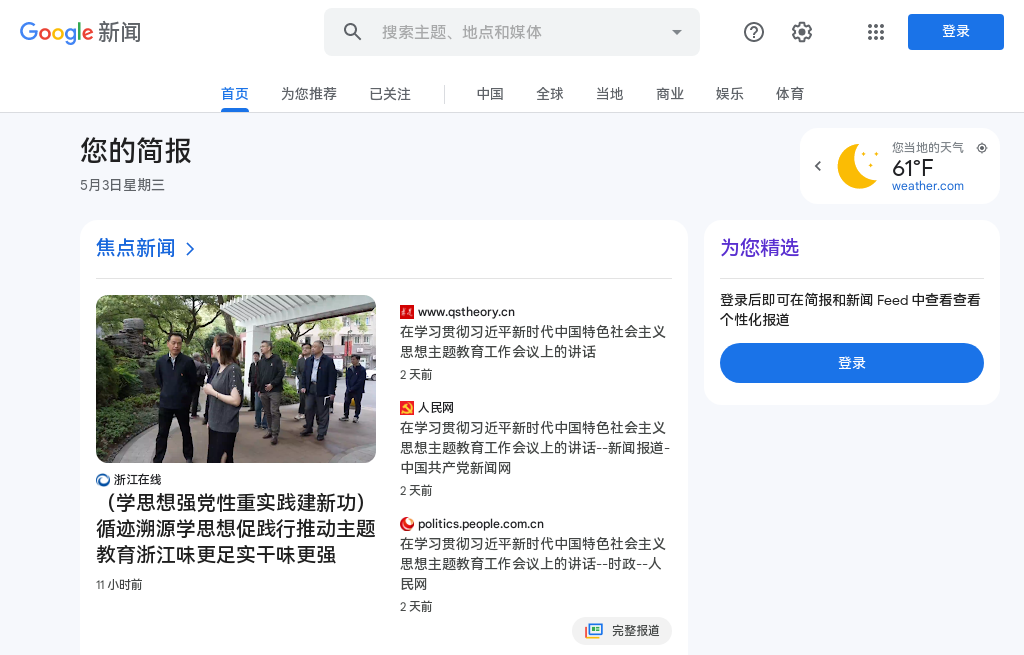 Google 新闻
搜索主题、地点和媒体
登录
首页
为您推荐
已关注
中国
全球
当地
商业
娱乐
体育
您的简报
5月3日星期三
您当地的天气
61°F
weather.com
焦点新闻
浙江在线
（学思想强党性重实践建新功）
循迹溯源学思想促践行推动主题
教育浙江味更足实干味更强
11 小时前
www.qstheory.cn
在学习贯彻习近平新时代中国特色社会主义
思想主题教育工作会议上的讲话
2 天前
人民网
在学习贯彻习近平新时代中国特色社会主义
思想主题教育工作会议上的讲话--新闻报道-
中国共产党新闻网
2 天前
politics.people.com.cn
在学习贯彻习近平新时代中国特色社会主义
思想主题教育工作会议上的讲话--时政--人
民网
2 天前
完整报道
为您精选
登录后即可在简报和新闻 Feed 中查看查看
个性化报道
登录